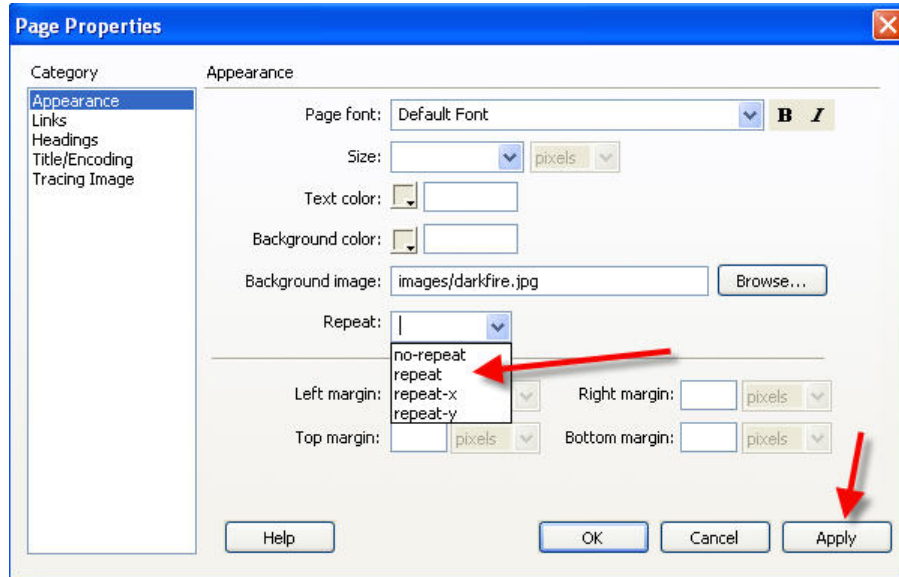 Page Properties
Category
Appearance
Links
Headings
Title/Encoding
Tracing Image
Appearance
Page font: Default Font B I
Size: pixels
Text color:
Background color:
Background image: images/darkfire.jpg Browse...
Repeat:
no-repeat
repeat
repeat-x
repeat-y
Left margin: Right margin: pixels
Top margin: pixels Bottom margin: pixels
Help OK Cancel Apply